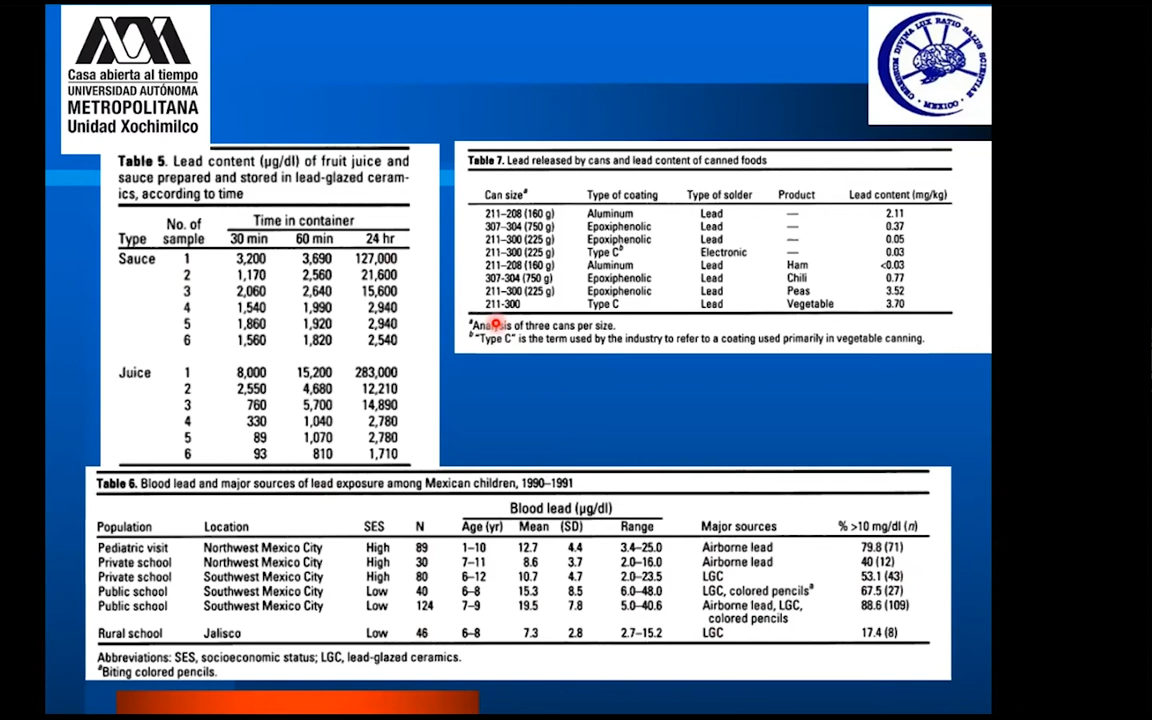 Casa abierta al tiempo
UNIVERSIDAD AUTÓNOMA
METROPOLITANA
Unidad Xochimilco
MUNDI DIVINA LUX RATIO SALUS SCIENTIAE
MEXICO
Table 5. Lead content (μg/dl) of fruit juice and
sauce prepared and stored in lead-glazed ceram-
ics, according to time
No. of Time in container
Type sample 30 min 60 min 24 hr
Sauce 1 3,200 3,690 127,000
2 1,170 2,560 21,600
3 2,060 2,640 15,600
4 1,540 1,990 2,940
5 1,860 1,920 2,940
6 1,560 1,820 2,540
Juice 1 8,000 15,200 283,000
2 2,550 4,680 12,210
3 760 5,700 14,890
4 330 1,040 2,780
5 89 1,070 2,780
6 93 810 1,710
Table 7. Lead released by cans and lead content of canned foods
Can sizeª Type of coating Type of solder Product Lead content (mg/kg)
211–208 (160 g) Aluminum Lead — 2.11
307–304 (750 g) Epoxiphenolic Lead — 0.37
211–300 (225 g) Epoxiphenolic Lead — 0.05
211–300 (225 g) Type Cᵇ Electronic — 0.03
211–208 (160 g) Aluminum Lead Ham <0.03
307-304 (750 g) Epoxiphenolic Lead Chili 0.77
211–300 (225 g) Epoxiphenolic Lead Peas 3.52
211-300 Type C Lead Vegetable 3.70
ªAnalysis of three cans per size.
ᵇ"Type C" is the term used by the industry to refer to a coating used primarily in vegetable canning.
Table 6. Blood lead and major sources of lead exposure among Mexican children, 1990–1991
Blood lead (μg/dl)
Population Location SES N Age (yr) Mean (SD) Range Major sources % >10 mg/dl (n)
Pediatric visit Northwest Mexico City High 89 1–10 12.7 4.4 3.4–25.0 Airborne lead 79.8 (71)
Private school Northwest Mexico City High 30 7–11 8.6 3.7 2.0–16.0 Airborne lead 40 (12)
Private school Southwest Mexico City High 80 6–12 10.7 4.7 2.0–23.5 LGC 53.1 (43)
Public school Southwest Mexico City Low 40 6–8 15.3 8.5 6.0–48.0 LGC, colored pencilsª 67.5 (27)
Public school Southwest Mexico City Low 124 7–9 19.5 7.8 5.0–40.6 Airborne lead, LGC, 88.6 (109)
colored pencils
Rural school Jalisco Low 46 6–8 7.3 2.8 2.7–15.2 LGC 17.4 (8)
Abbreviations: SES, socioeconomic status; LGC, lead-glazed ceramics.
ªBiting colored pencils.